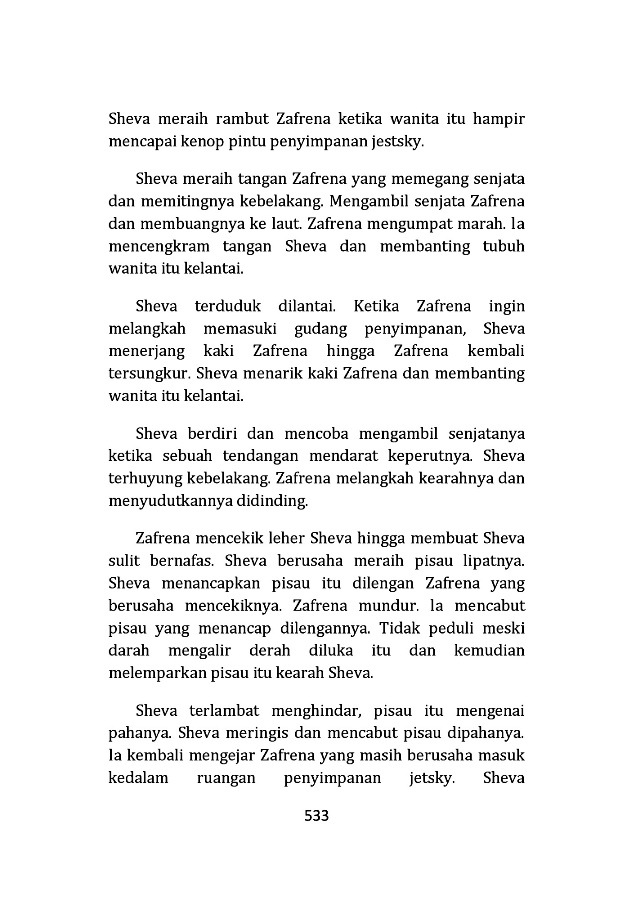 Sheva meraih rambut Zafrena ketika wanita itu hampir
mencapai kenop pintu penyimpanan jestsky.
Sheva meraih tangan Zafrena yang memegang senjata
dan memitingnya kebelakang. Mengambil senjata Zafrena
dan membuangnya ke laut. Zafrena mengumpat marah. Ia
mencengkram tangan Sheva dan membanting tubuh
wanita itu kelantai.
Sheva terduduk dilantai. Ketika Zafrena ingin
melangkah memasuki gudang penyimpanan, Sheva
menerjang kaki Zafrena hingga Zafrena kembali
tersungkur. Sheva menarik kaki Zafrena dan membanting
wanita itu kelantai.
Sheva berdiri dan mencoba mengambil senjatanya
ketika sebuah tendangan mendarat keperutnya. Sheva
terhuyung kebelakang. Zafrena melangkah kearahnya dan
menyudutkannya didinding.
Zafrena mencekik leher Sheva hingga membuat Sheva
sulit bernafas. Sheva berusaha meraih pisau lipatnya.
Sheva menancapkan pisau itu dilengan Zafrena yang
berusaha mencekiknya. Zafrena mundur. Ia mencabut
pisau yang menancap dilengannya. Tidak peduli meski
darah mengalir derah diluka itu dan kemudian
melemparkan pisau itu kearah Sheva.
Sheva terlambat menghindar, pisau itu mengenai
pahanya. Sheva meringis dan mencabut pisau dipahanya.
Ia kembali mengejar Zafrena yang masih berusaha masuk
kedalam ruangan penyimpanan jetsky. Sheva
533